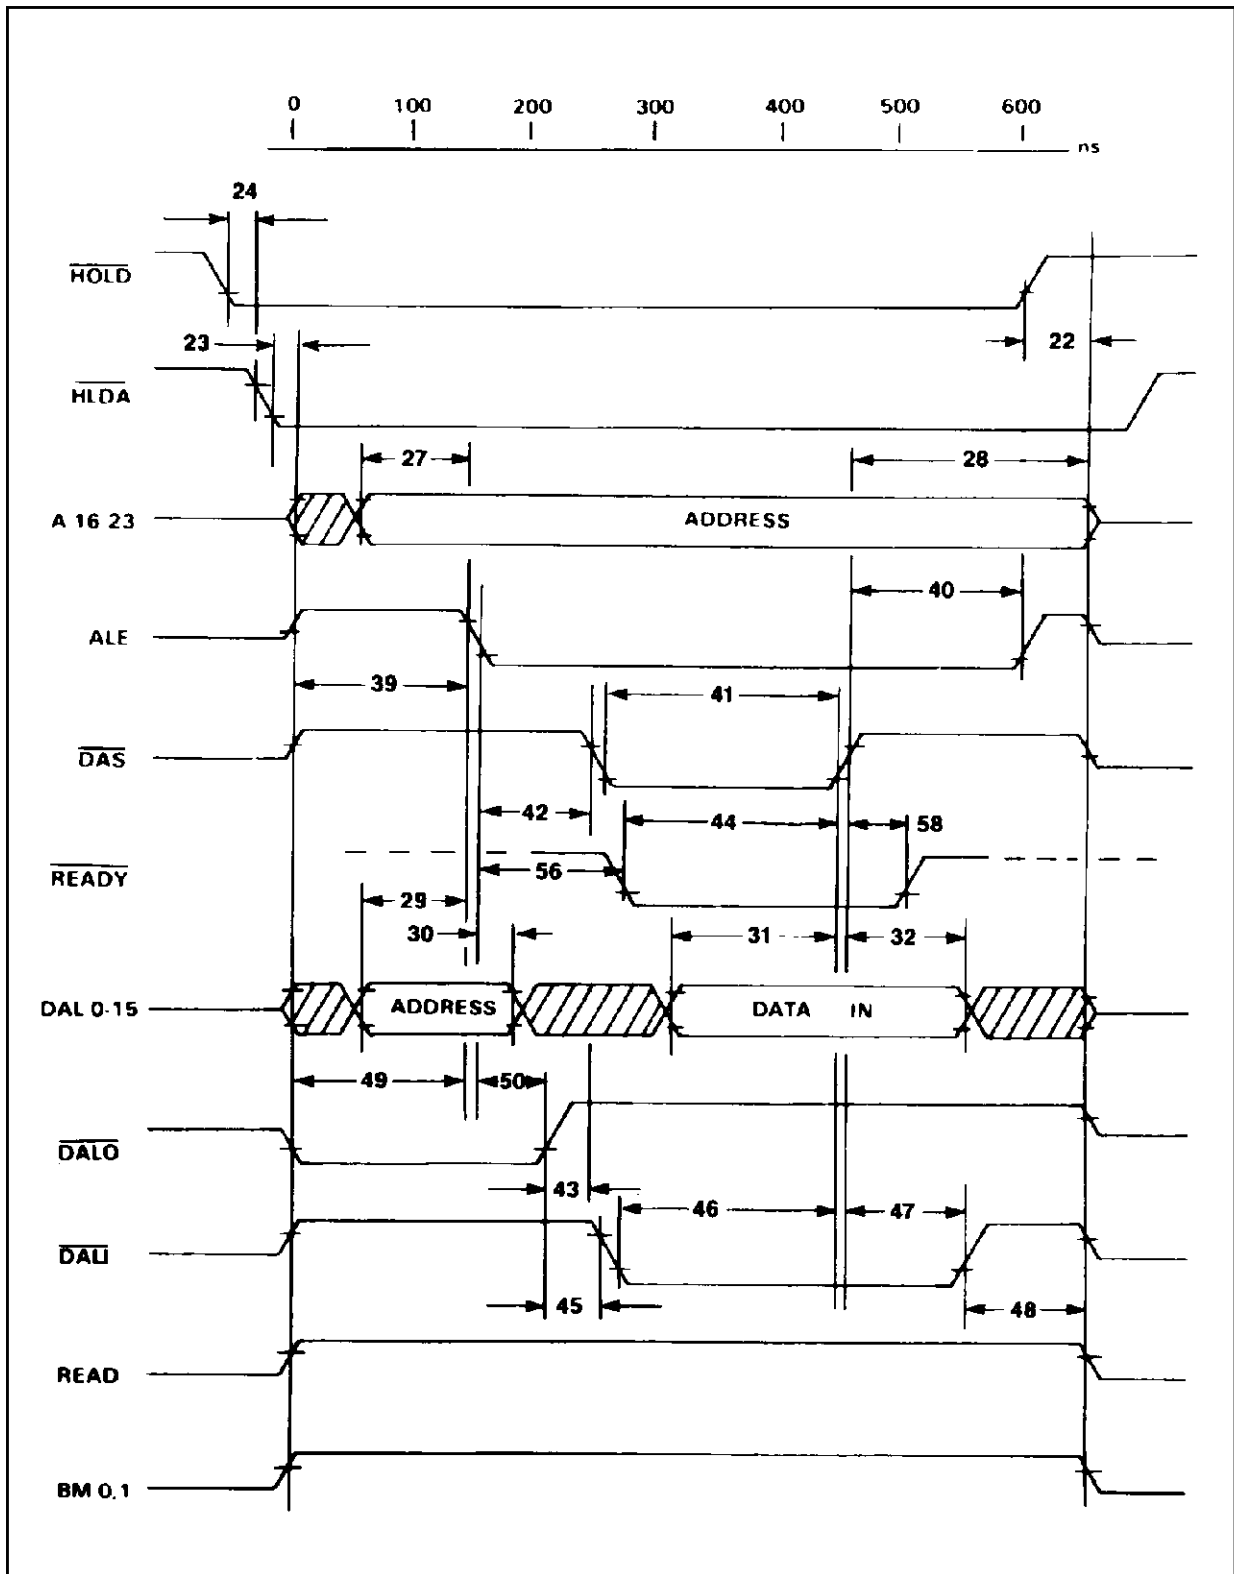 0 100 200 300 400 500 600
ns
24
HOLD
23 22
HLDA
27 28
A 16 23 ADDRESS
40
ALE
39 41
DAS
42 44 58
READY 56
29
30 31 32
DAL 0-15 ADDRESS DATA IN
49 50
DALO
43 46 47
DALI
45 48
READ
BM 0,1